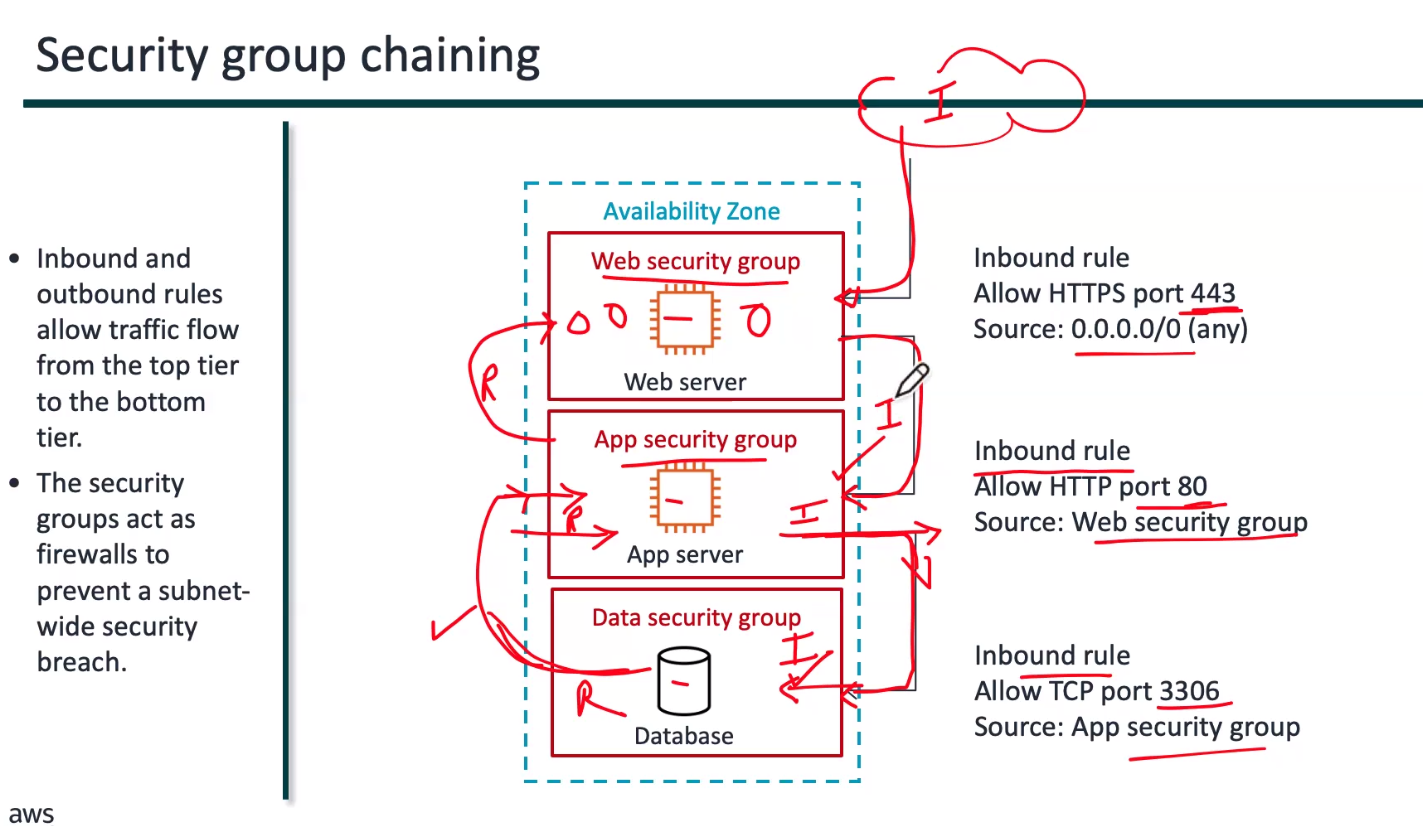 Security group chaining
I
• Inbound and
outbound rules
allow traffic flow
from the top tier
to the bottom
tier.
• The security
groups act as
firewalls to
prevent a subnet-
wide security
breach.
Availability Zone
Web security group
Web server
R
I
App security group
R
I
App server
Data security group
I
R
Database
Inbound rule
Allow HTTPS port 443
Source: 0.0.0.0/0 (any)
Inbound rule
Allow HTTP port 80
Source: Web security group
Inbound rule
Allow TCP port 3306
Source: App security group
aws